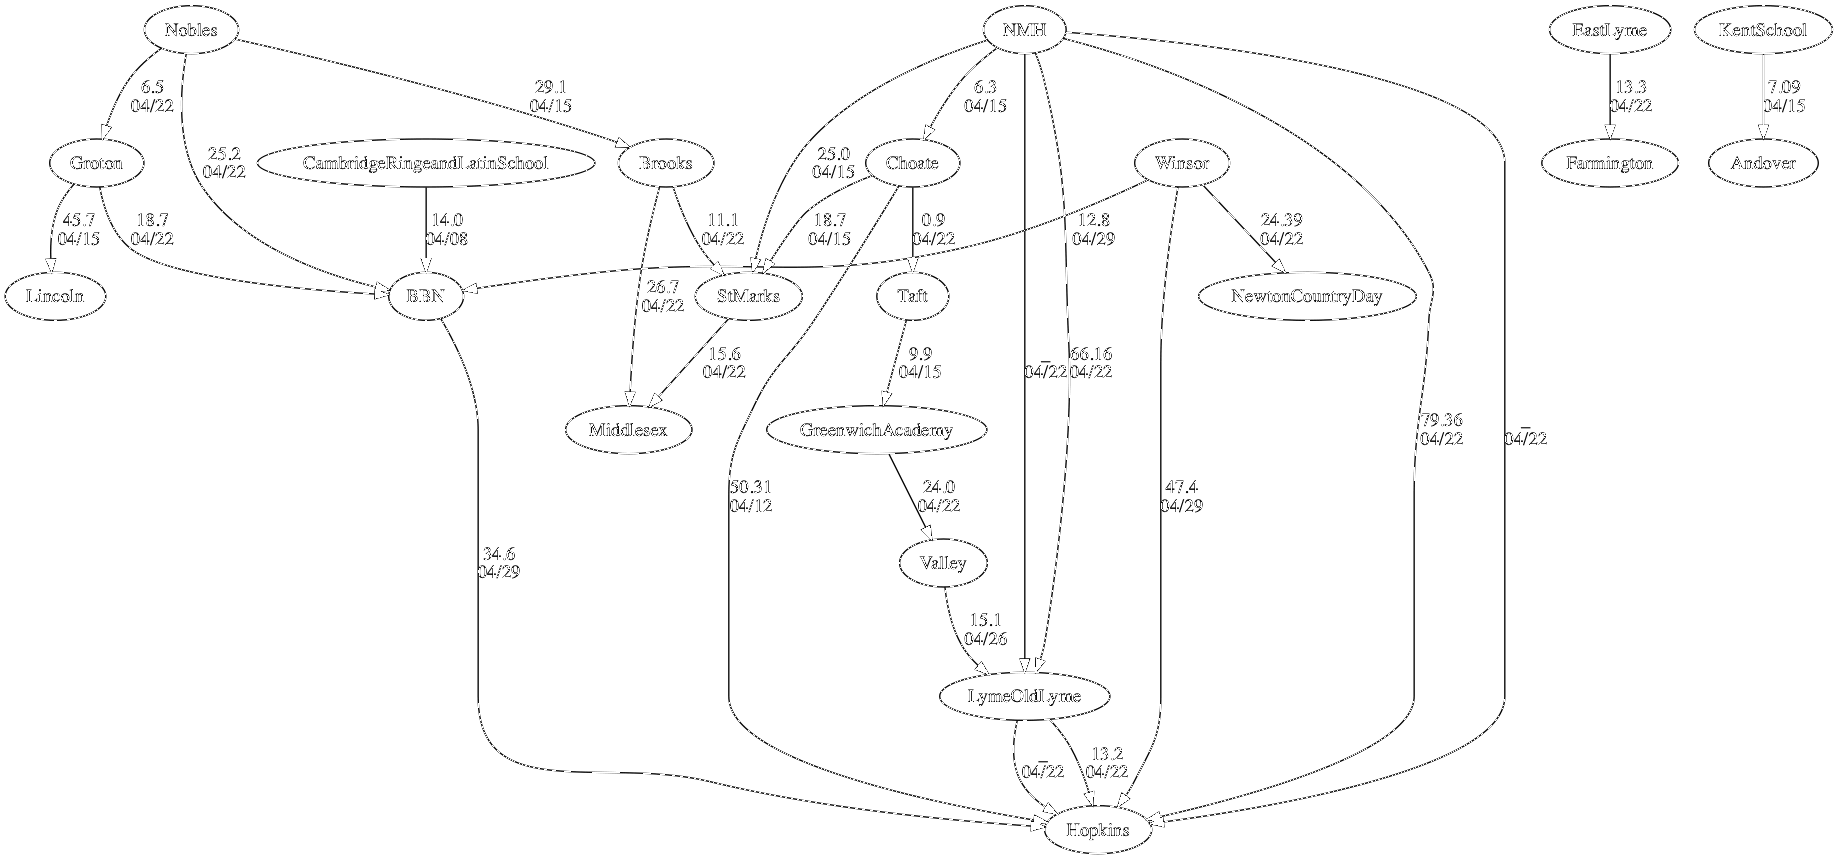 Nobles
NMH
EastLyme
KentSchool
6.5
04/22
29.1
04/15
6.3
04/15
13.3
04/22
7.09
04/15
Groton
25.2
04/22
CambridgeRingeandLatinSchool
Brooks
25.0
04/15
Choate
Winsor
Farmington
Andover
45.7
04/15
18.7
04/22
14.0
04/08
11.1
04/22
18.7
04/15
0.9
04/22
12.8
04/29
24.39
04/22
Lincoln
BBN
26.7
04/22
StMarks
Taft
NewtonCountryDay
15.6
04/22
9.9
04/15
_
04/22
66.16
04/22
Middlesex
GreenwichAcademy
79.36
04/22
_
04/22
50.31
04/12
24.0
04/22
47.4
04/29
34.6
04/29
Valley
15.1
04/26
LymeOldLyme
_
04/22
13.2
04/22
Hopkins